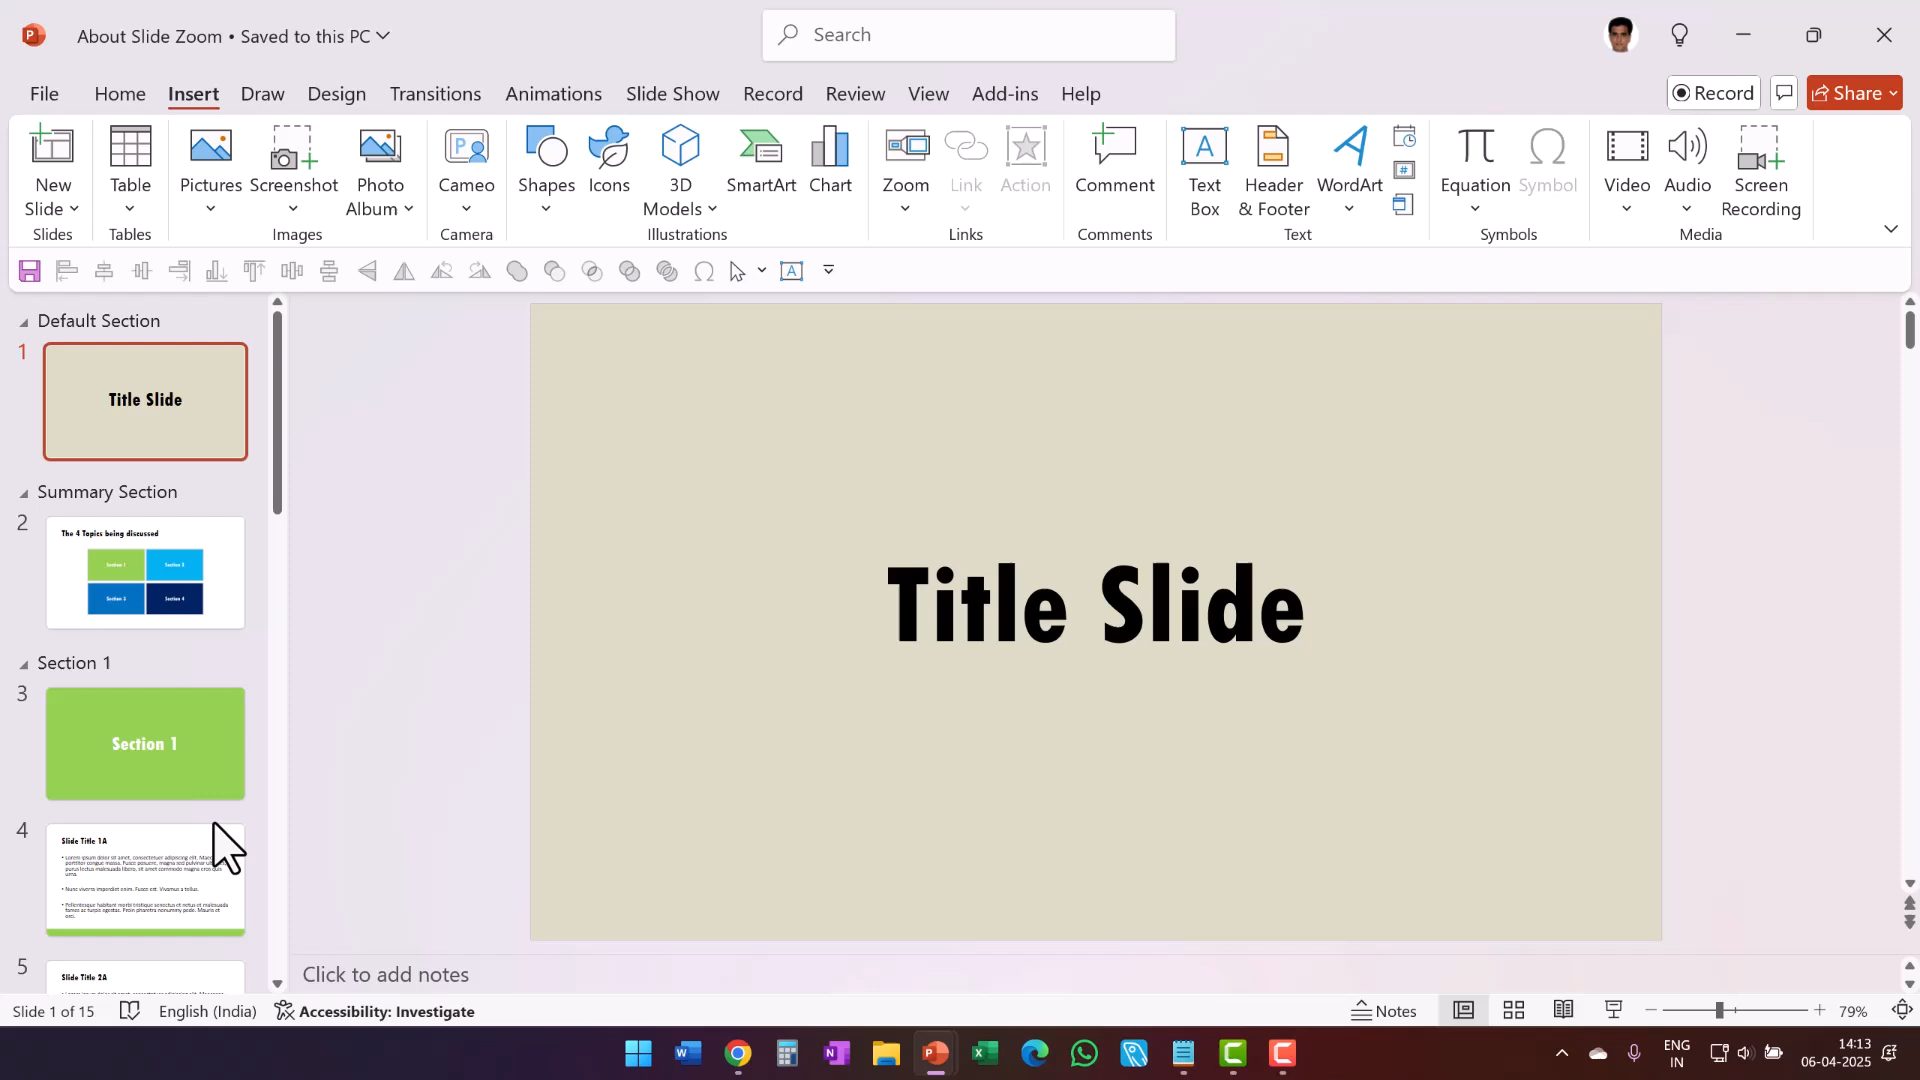 About Slide Zoom • Saved to this PC
Search
File Home Insert Draw Design Transitions Animations Slide Show Record Review View Add-ins Help
Record
Share
New Slide
Table
Pictures
Screenshot
Photo Album
Cameo
Shapes
Icons
3D Models
SmartArt
Chart
Zoom
Link
Action
Comment
Text Box
Header & Footer
WordArt
Equation
Symbol
Video
Audio
Screen Recording
Slides
Tables
Images
Camera
Illustrations
Links
Comments
Text
Symbols
Media
Default Section
1
Title Slide
Summary Section
2
The 4 Topics being discussed
Section 1
Section 4
Section 1
3
Section 1
4
Slide Title 1A
5
Slide Title 2A
Title Slide
Click to add notes
Slide 1 of 15
English (India)
Accessibility: Investigate
Notes
79%
ENG
IN
14:13
06-04-2025